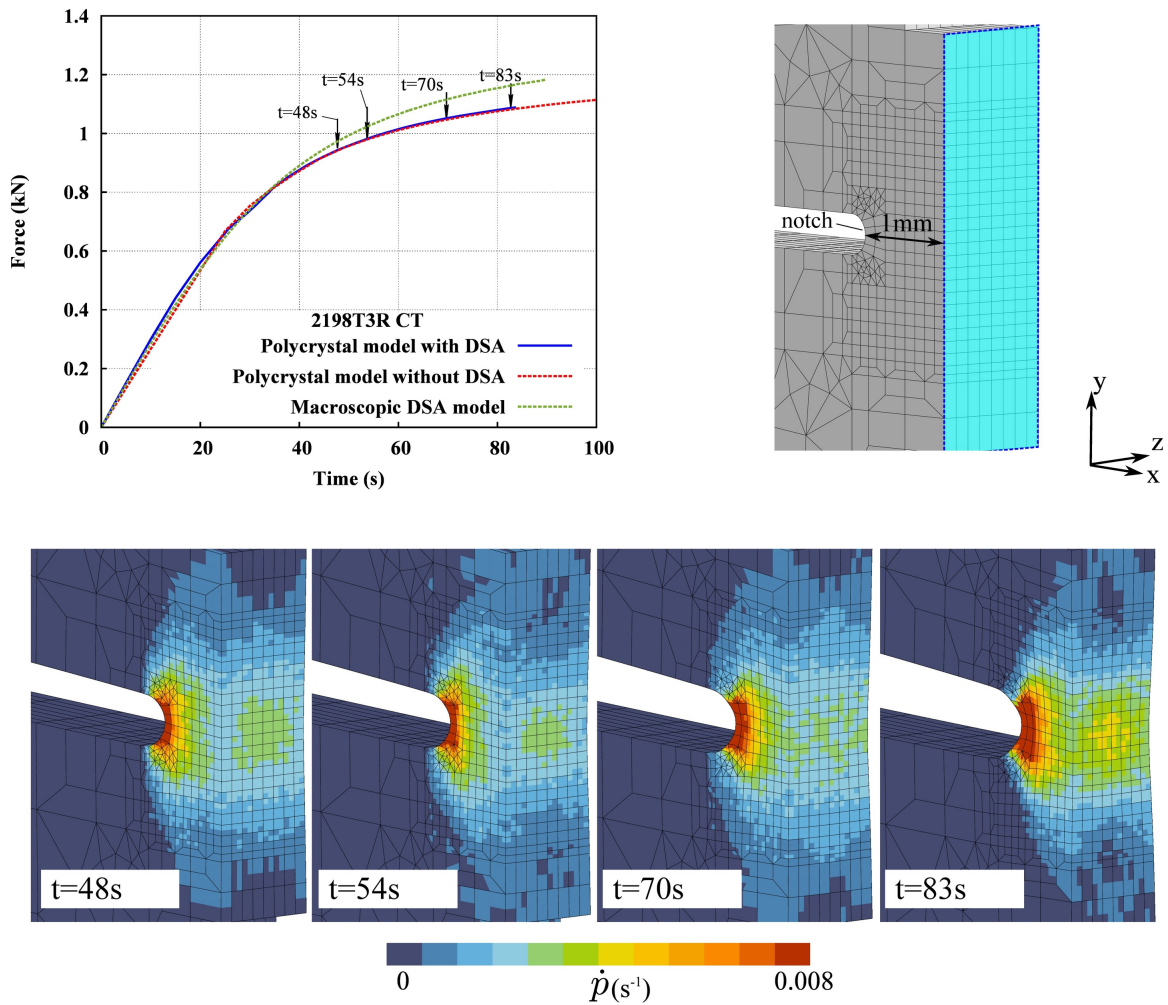 1.4
1.2
1
0.8
0.6
0.4
0.2
0
Force (kN)
t=48s
t=54s
t=70s
t=83s
2198T3R CT
Polycrystal model with DSA
Polycrystal model without DSA
Macroscopic DSA model
0 20 40 60 80 100
Time (s)
notch
1mm
y
z
x
t=48s
t=54s
t=70s
t=83s
0 ṗ(s⁻¹) 0.008